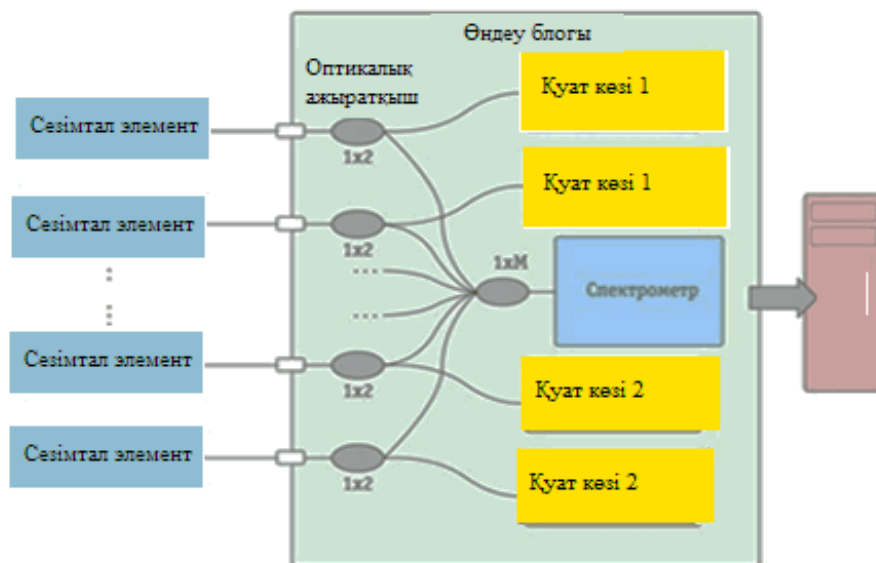 Өңдеу блогы
Оптикалық
ажыратқыш
Қуат көзі 1
Сезімтал элемент
1x2
Қуат көзі 1
Сезімтал элемент
1x2
1xM
Спектрометр
Сезімтал элемент
1x2
Қуат көзі 2
Сезімтал элемент
1x2
Қуат көзі 2